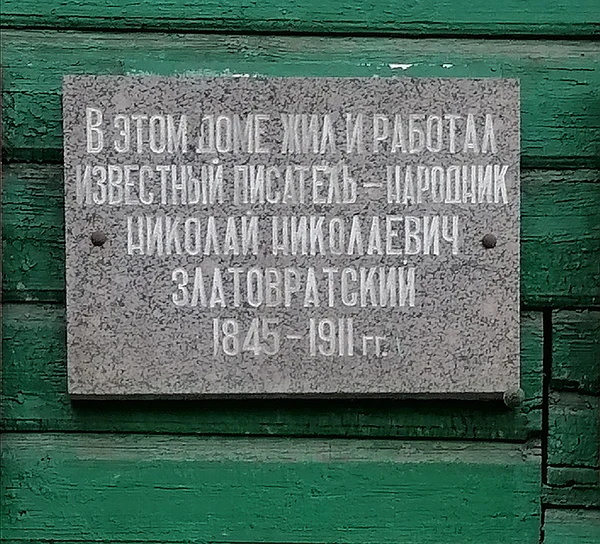 В ЭТОМ ДОМЕ ЖИЛ И РАБОТАЛ
ИЗВЕСТНЫЙ ПИСАТЕЛЬ – НАРОДНИК
НИКОЛАЙ НИКОЛАЕВИЧ
ЗЛАТОВРАТСКИЙ
1845 – 1911 гг.